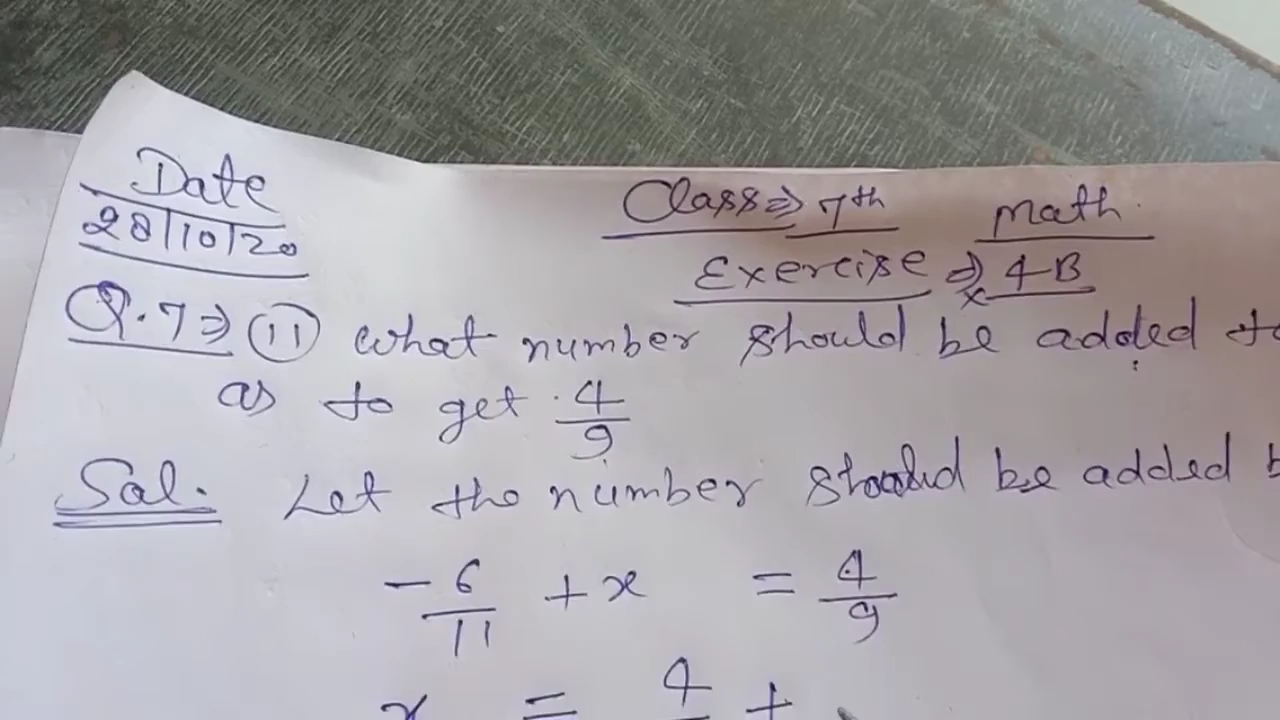 Date Class ⇒ 7th Math.
28/10/20 Exercise ⇒ 4B
Q.7 ⇒ (11) what number should be added to
as to get 4/9
Sol. Let the number should be added b
-6/11 + x = 4/9
x = 4 +